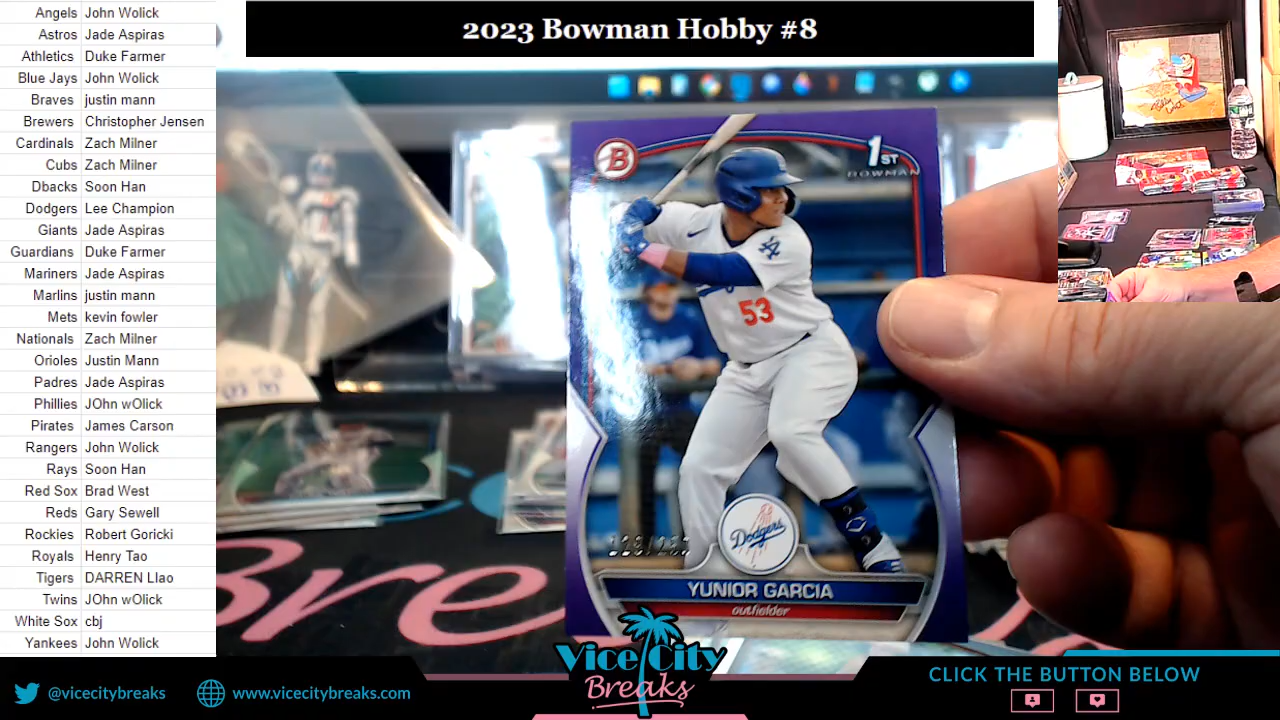 2023 Bowman Hobby #8
Angels John Wolick
Astros Jade Aspiras
Athletics Duke Farmer
Blue Jays John Wolick
Braves justin mann
Brewers Christopher Jensen
Cardinals Zach Milner
Cubs Zach Milner
Dbacks Soon Han
Dodgers Lee Champion
Giants Jade Aspiras
Guardians Duke Farmer
Mariners Jade Aspiras
Marlins justin mann
Mets kevin fowler
Nationals Zach Milner
Orioles Justin Mann
Padres Jade Aspiras
Phillies JOhn wOlick
Pirates James Carson
Rangers John Wolick
Rays Soon Han
Red Sox Brad West
Reds Gary Sewell
Rockies Robert Goricki
Royals Henry Tao
Tigers DARREN LIao
Twins JOhn wOlick
White Sox cbj
Yankees John Wolick
B
1ST
BOWMAN
53
Dodgers
YUNIOR GARCIA
outfielder
Bre
Vice City
Breaks
@vicecitybreaks
www.vicecitybreaks.com
CLICK THE BUTTON BELOW